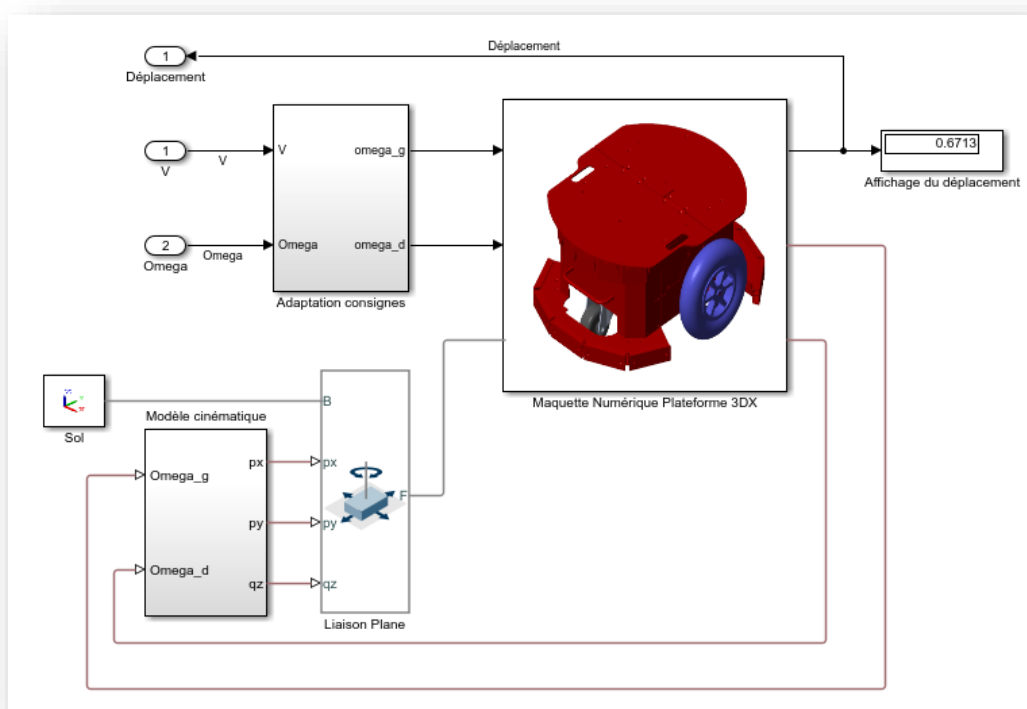 Déplacement
1
Déplacement
1
V
V
V
omega_g
0.6713
Affichage du déplacement
2
Omega
Omega
Omega
omega_d
Adaptation consignes
Maquette Numérique Plateforme 3DX
Sol
B
Modèle cinématique
Omega_g
px
px
F
py
py
Omega_d
qz
qz
Liaison Plane